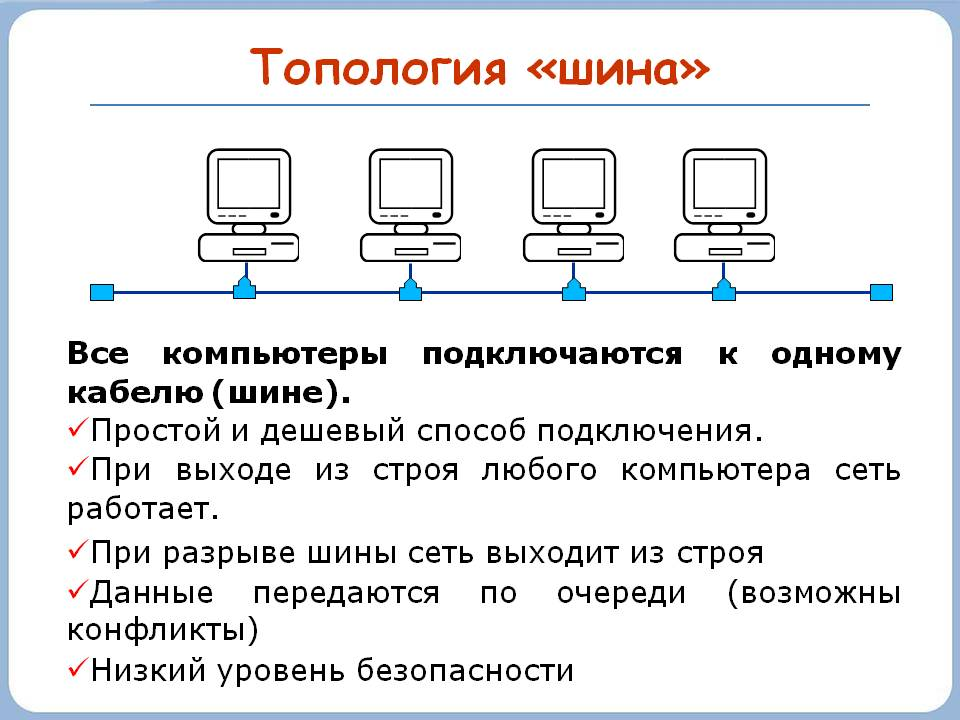 Топология «шина»
Все компьютеры подключаются к одному
кабелю (шине).
Простой и дешевый способ подключения.
При выходе из строя любого компьютера сеть
работает.
При разрыве шины сеть выходит из строя
Данные передаются по очереди (возможны
конфликты)
Низкий уровень безопасности